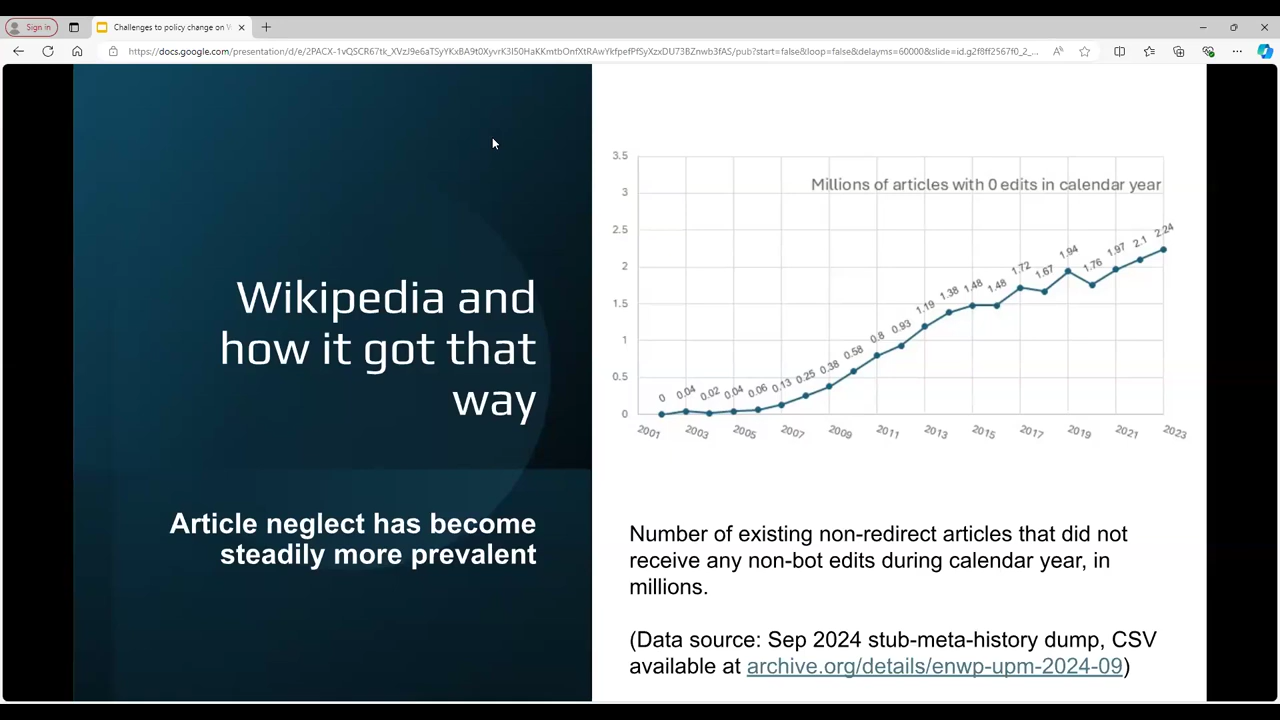 Sign in
Challenges to policy change on W
https://docs.google.com/presentation/d/e/2PACX-1vQSCR67tk_XVzJ9e6aTSyYKxBA9t0XyvrK3I50HaKKmtbOnfXtRAwYkfpefPfSyXzxDU73BZnwb3fAS/pub?start=false&loop=false&delayms=60000&slide=id.g2f8ff2567f0_2_...
Wikipedia and
how it got that
way
Article neglect has become
steadily more prevalent
Millions of articles with 0 edits in calendar year
3.5
3
2.5
2
1.5
1
0.5
0
0 0.04 0.02 0.04 0.06 0.13 0.25 0.38 0.58 0.8 0.93 1.19 1.38 1.48 1.48 1.72 1.67 1.94 1.76 1.97 2.1 2.24
2001 2003 2005 2007 2009 2011 2013 2015 2017 2019 2021 2023
Number of existing non-redirect articles that did not
receive any non-bot edits during calendar year, in
millions.
(Data source: Sep 2024 stub-meta-history dump, CSV
available at archive.org/details/enwp-upm-2024-09)